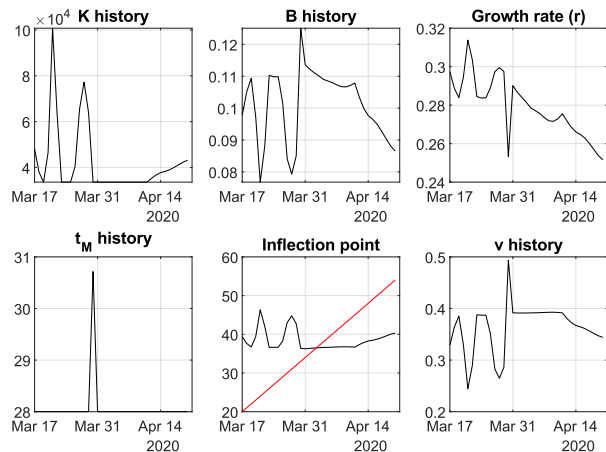 K history
×10^4
10
8
6
4
Mar 17
Mar 31
Apr 14
2020
B history
0.12
0.11
0.1
0.09
0.08
Mar 17
Mar 31
Apr 14
2020
Growth rate (r)
0.32
0.3
0.28
0.26
0.24
Mar 17
Mar 31
Apr 14
2020
t_M history
31
30
29
28
Mar 17
Mar 31
Apr 14
2020
Inflection point
60
50
40
30
20
Mar 17
Mar 31
Apr 14
2020
v history
0.5
0.4
0.3
0.2
Mar 17
Mar 31
Apr 14
2020